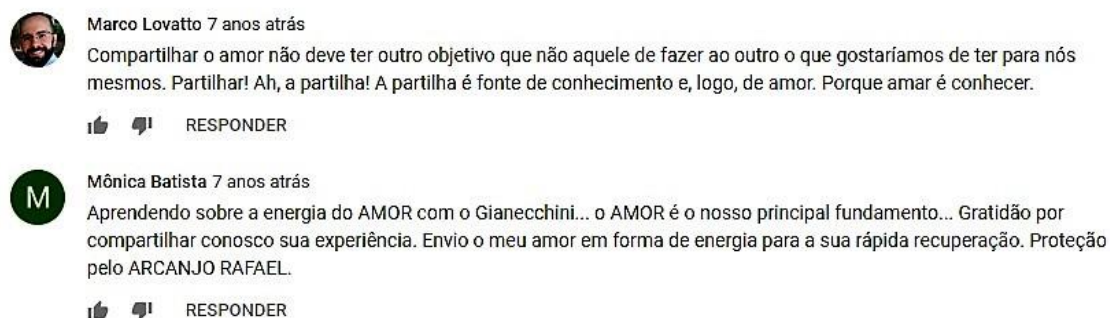 Marco Lovatto 7 anos atrás
Compartilhar o amor não deve ter outro objetivo que não aquele de fazer ao outro o que gostaríamos de ter para nós
mesmos. Partilhar! Ah, a partilha! A partilha é fonte de conhecimento e, logo, de amor. Porque amar é conhecer.
RESPONDER
M
Mônica Batista 7 anos atrás
Aprendendo sobre a energia do AMOR com o Gianecchini... o AMOR é o nosso principal fundamento... Gratidão por
compartilhar conosco sua experiência. Envio o meu amor em forma de energia para a sua rápida recuperação. Proteção
pelo ARCANJO RAFAEL.
RESPONDER